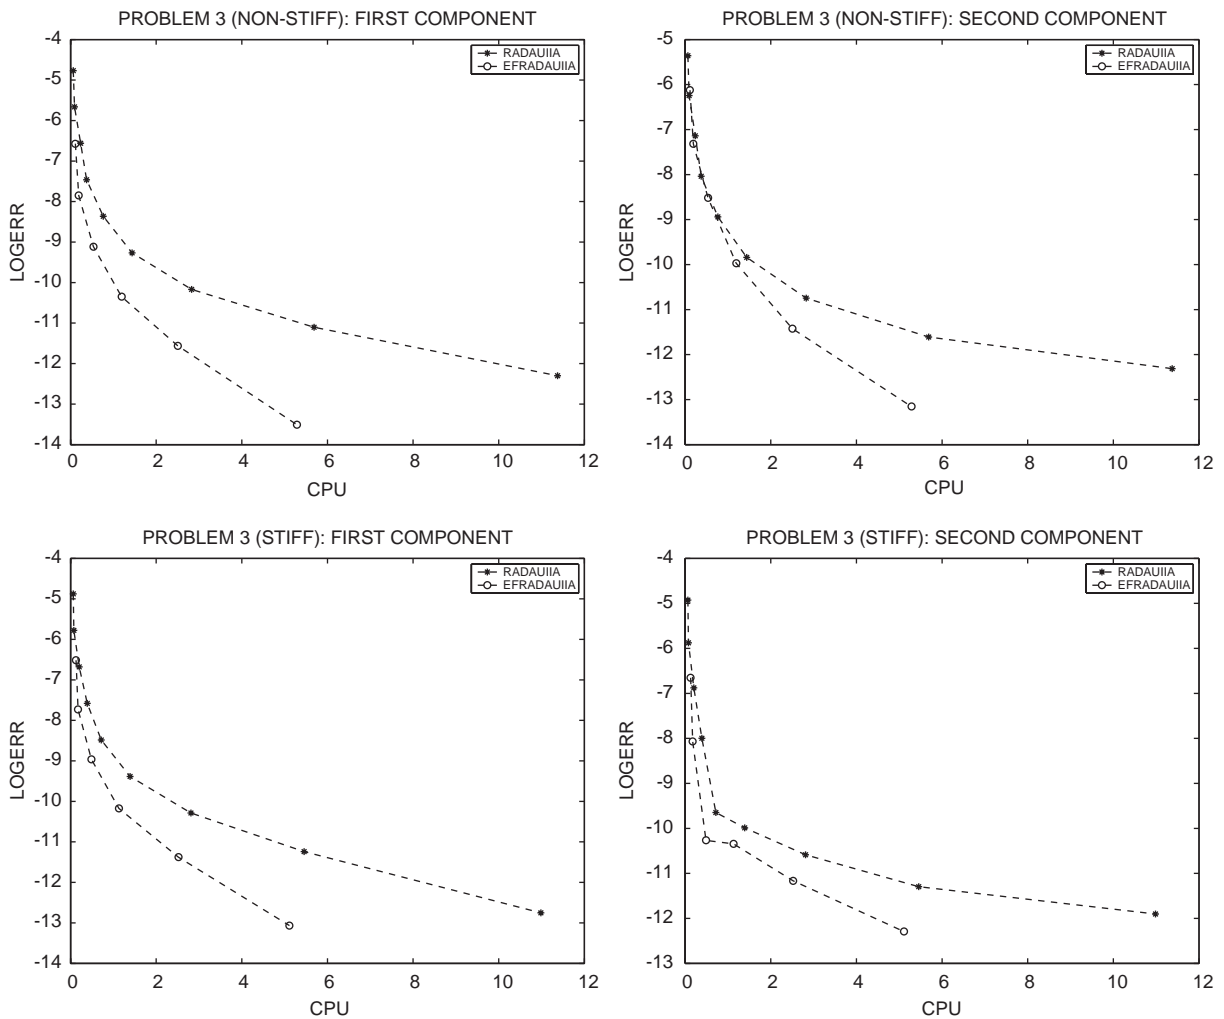 PROBLEM 3 (NON-STIFF): FIRST COMPONENT
-4
-5
-6
-7
-8
-9
-10
-11
-12
-13
-14
LOGERR
RADAUIIA
EFRADAUIIA
0 2 4 6 8 10 12
CPU
PROBLEM 3 (NON-STIFF): SECOND COMPONENT
-5
-6
-7
-8
-9
-10
-11
-12
-13
-14
LOGERR
RADAUIIA
EFRADAUIIA
0 2 4 6 8 10 12
CPU
PROBLEM 3 (STIFF): FIRST COMPONENT
-4
-5
-6
-7
-8
-9
-10
-11
-12
-13
-14
LOGERR
RADAUIIA
EFRADAUIIA
0 2 4 6 8 10 12
CPU
PROBLEM 3 (STIFF): SECOND COMPONENT
-4
-5
-6
-7
-8
-9
-10
-11
-12
-13
LOGERR
RADAUIIA
EFRADAUIIA
0 2 4 6 8 10 12
CPU